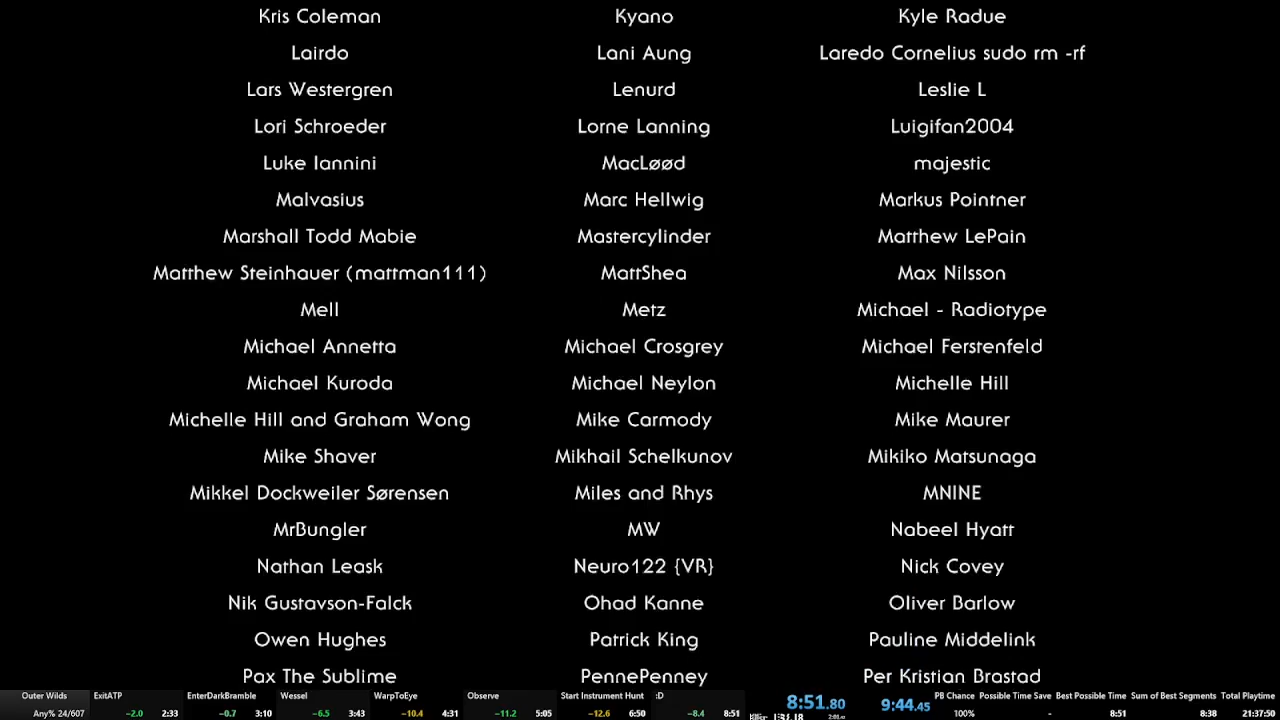 Kris Coleman Kyano Kyle Radue
Lairdo Lani Aung Laredo Cornelius sudo rm -rf
Lars Westergren Lenurd Leslie L
Lori Schroeder Lorne Lanning Luigifan2004
Luke Iannini MacLøød majestic
Malvasius Marc Hellwig Markus Pointner
Marshall Todd Mabie Mastercylinder Matthew LePain
Matthew Steinhauer (mattman111) MattShea Max Nilsson
Mell Metz Michael - Radiotype
Michael Annetta Michael Crosgrey Michael Ferstenfeld
Michael Kuroda Michael Neylon Michelle Hill
Michelle Hill and Graham Wong Mike Carmody Mike Maurer
Mike Shaver Mikhail Schelkunov Mikiko Matsunaga
Mikkel Dockweiler Sørensen Miles and Rhys MNINE
MrBungler MW Nabeel Hyatt
Nathan Leask Neuro122 {VR} Nick Covey
Nik Gustavson-Falck Ohad Kanne Oliver Barlow
Owen Hughes Patrick King Pauline Middelink
Pax The Sublime PennePenney Per Kristian Brastad
Outer Wilds ExitATP EnterDarkBramble Wessel WarpToEye Observe Start Instrument Hunt :D 8:51.80 9:44.45 PB Chance Possible Time Save Best Possible Time Sum of Best Segments Total Playtime
Any% 24/607 −2.0 2:33 −0.7 3:10 −6.5 3:43 −10.4 4:31 −11.2 5:05 −12.6 6:50 −8.4 8:51 100% - 8:51 8:38 21:37:50